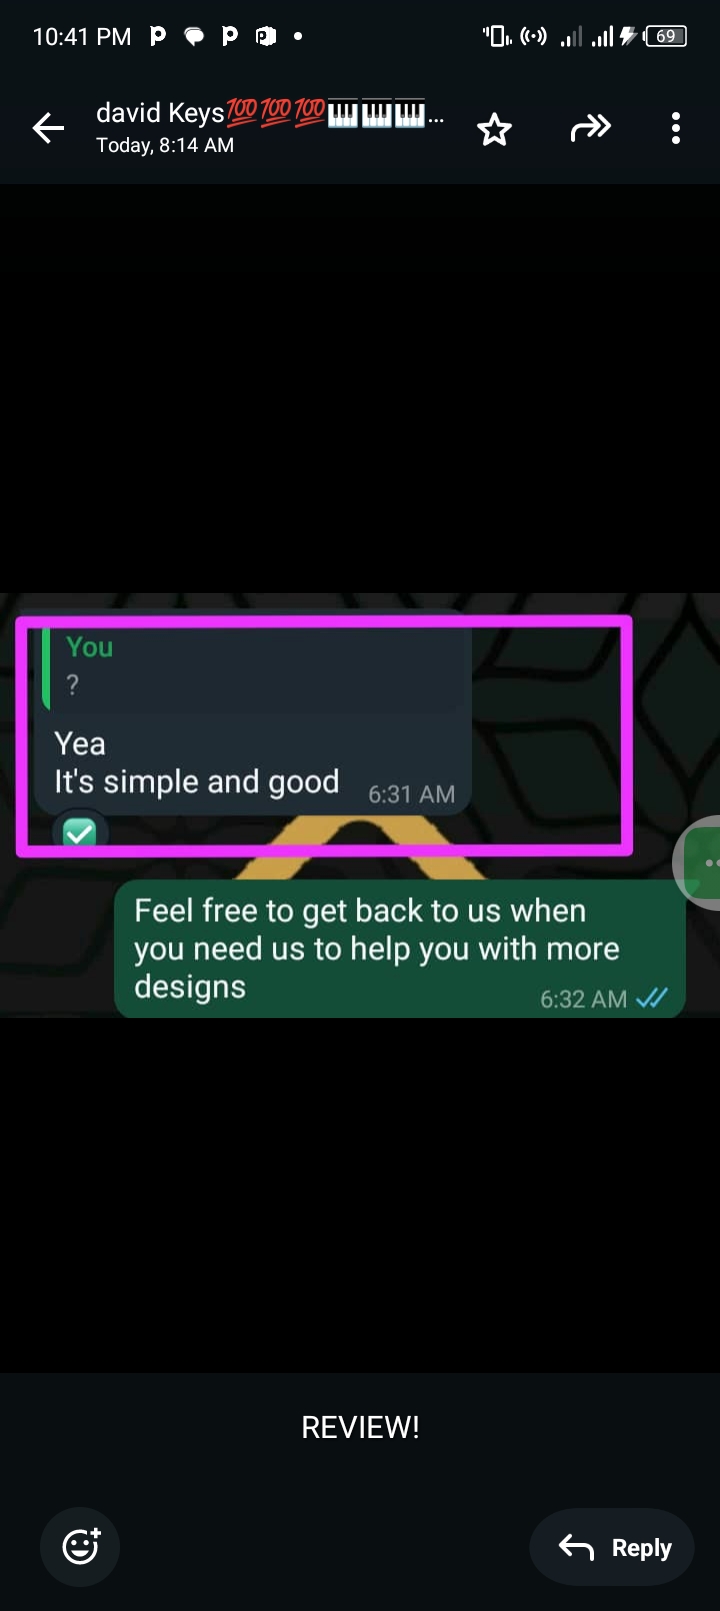 10:41 PM
69
david Keys💯💯💯🎹🎹🎹...
Today, 8:14 AM
You
?
Yea
It's simple and good
6:31 AM
Feel free to get back to us when
you need us to help you with more
designs
6:32 AM
REVIEW!
Reply